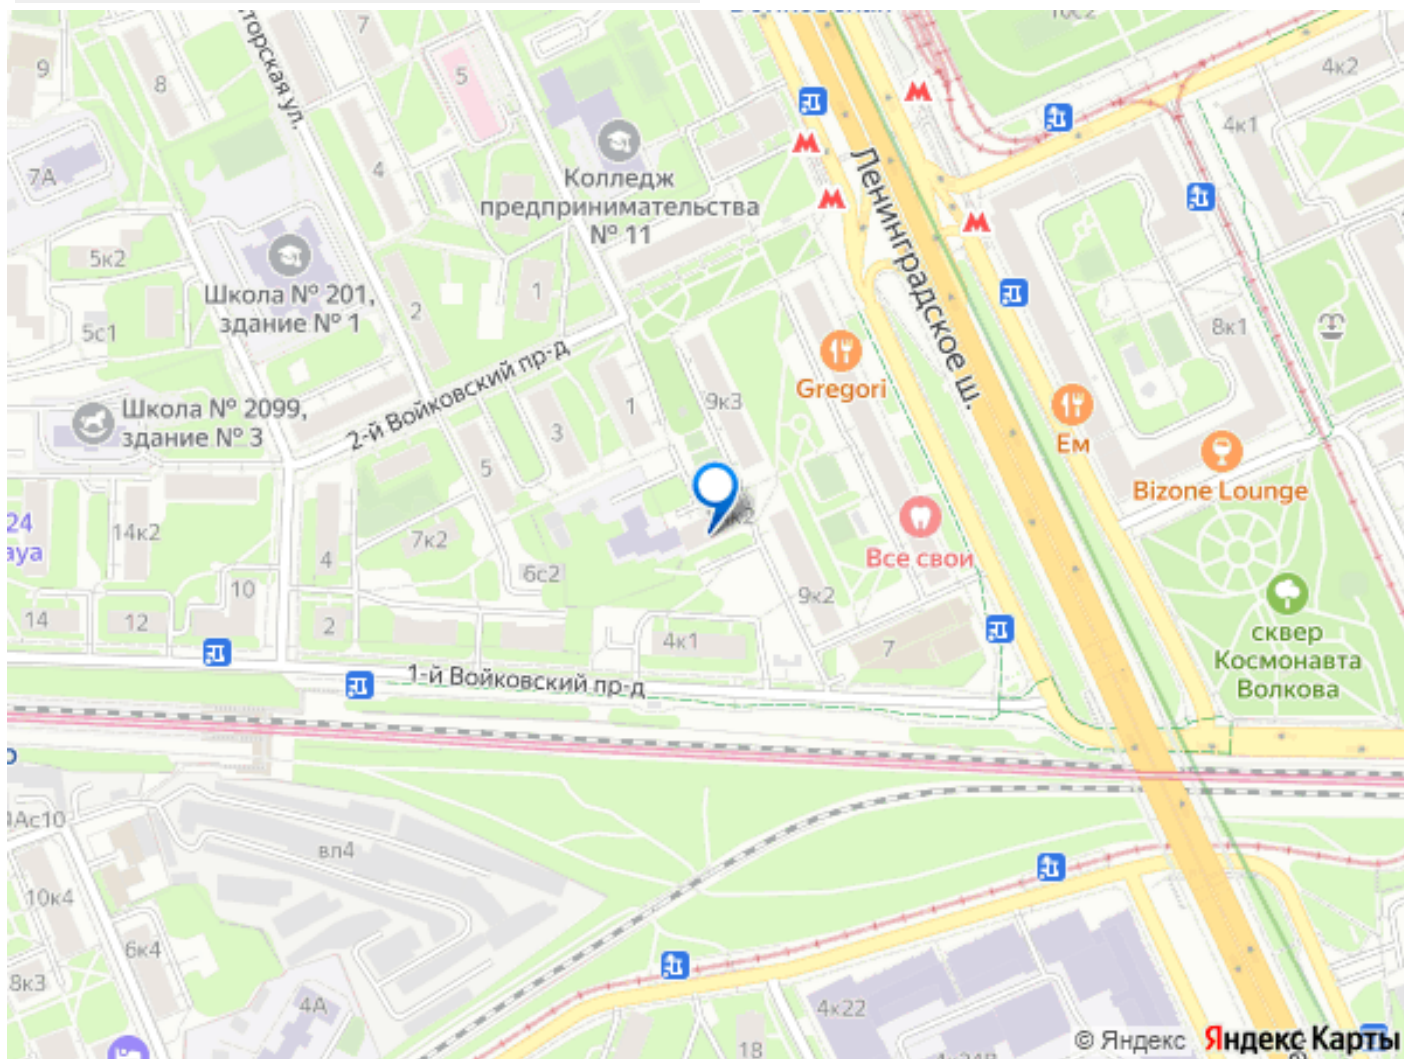 10с2
7
4к2
9
8
торская ул.
5
4к1
4
7А
Колледж
предпринимательства
№ 11
Ленинградское ш.
5к2
Школа № 201,
здание № 1
1
2
5с1
8к1
Gregori
2-й Войковский пр-д
9к3
1
Школа № 2099,
здание № 3
3
Ем
5
Bizone Lounge
24
aya
14к2
7к2
Все свои
4
6с2
10
9к2
14
12
2
4к1
7
сквер
Космонавта
Волкова
1-й Войковский пр-д
вл4
10к4
6к4
8к3
4А
4к22
18
© Яндекс Яндекс Карты